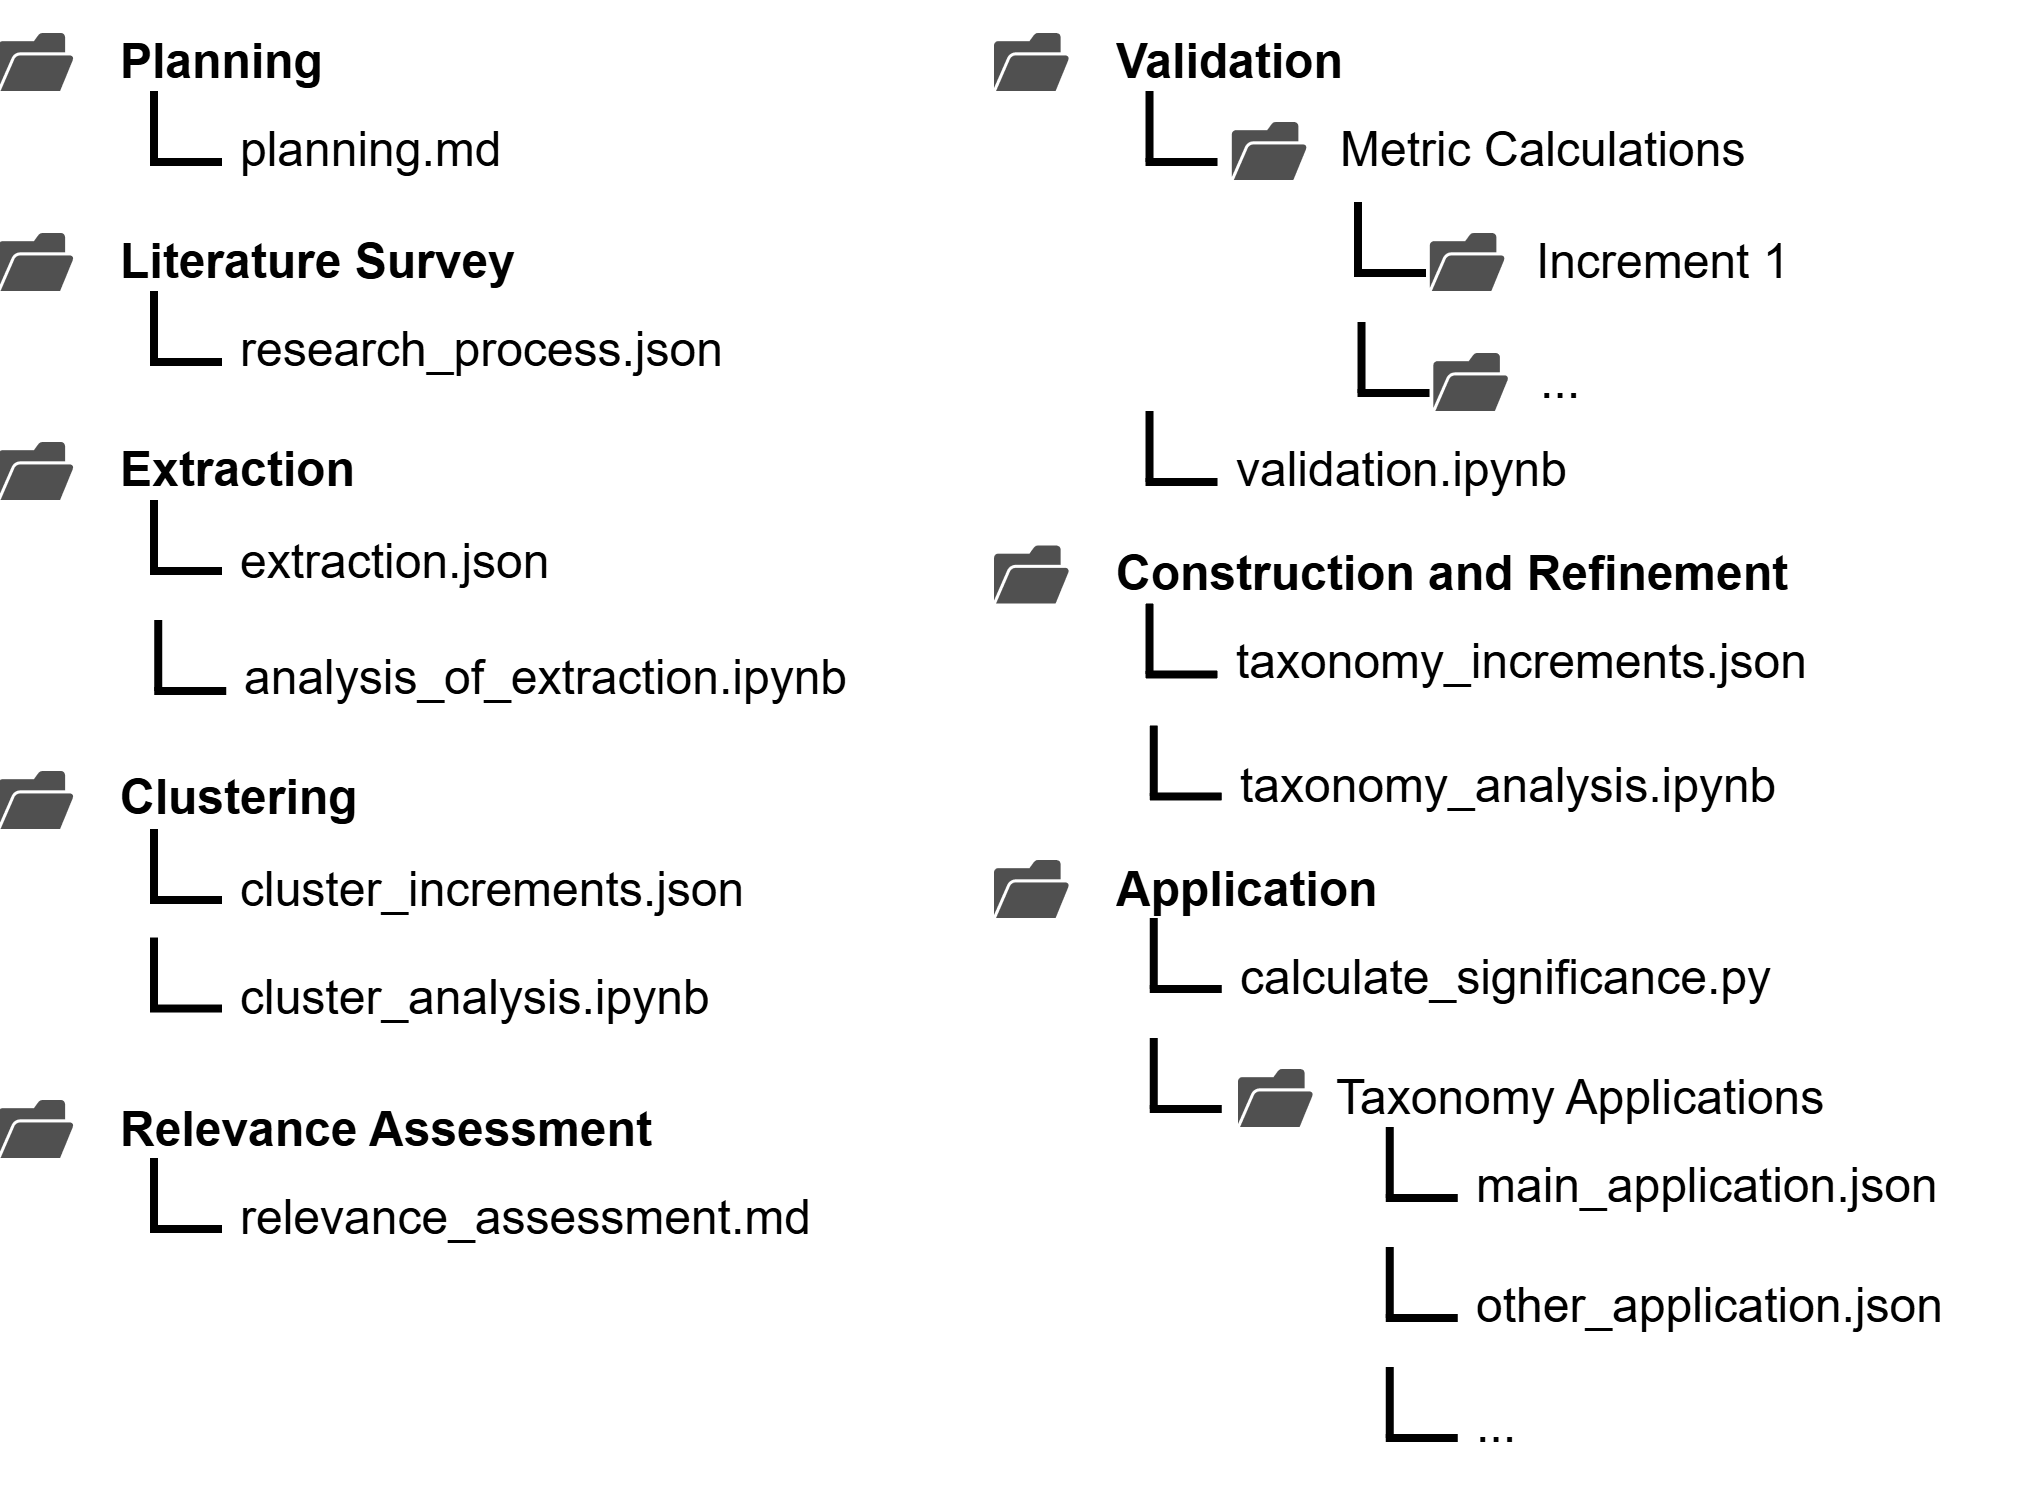 Planning
planning.md
Literature Survey
research_process.json
Extraction
extraction.json
analysis_of_extraction.ipynb
Clustering
cluster_increments.json
cluster_analysis.ipynb
Relevance Assessment
relevance_assessment.md
Validation
Metric Calculations
Increment 1
...
validation.ipynb
Construction and Refinement
taxonomy_increments.json
taxonomy_analysis.ipynb
Application
calculate_significance.py
Taxonomy Applications
main_application.json
other_application.json
...